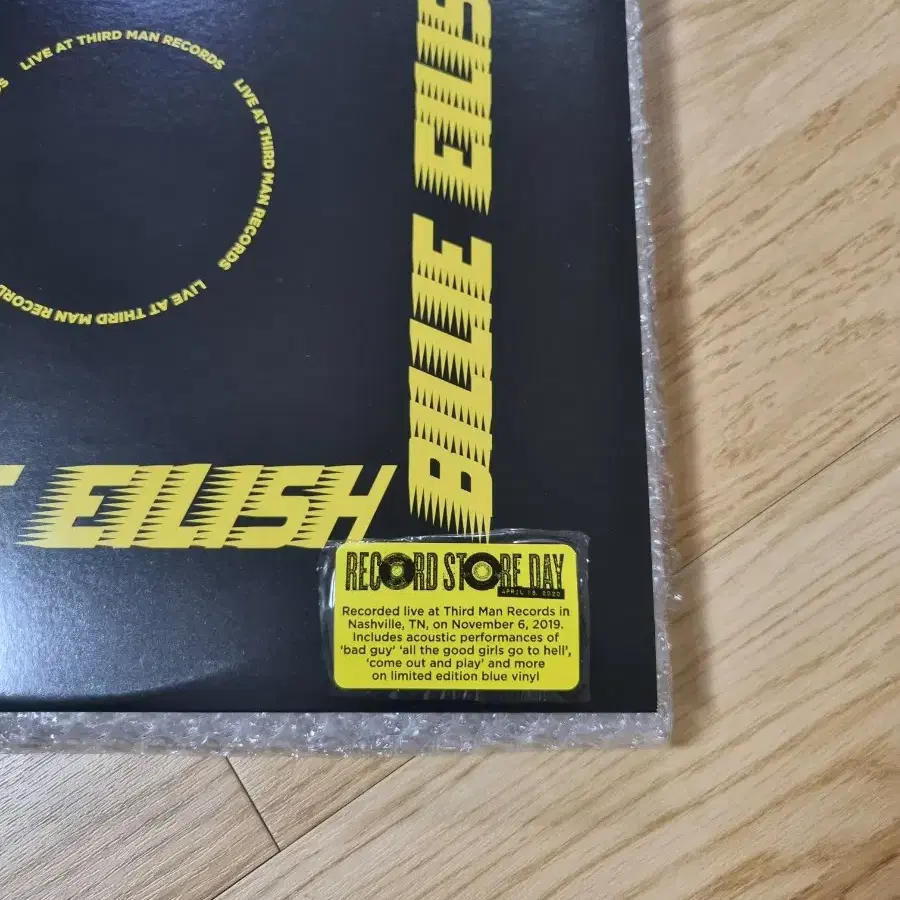 LIVE AT THIRD MAN RECORDS
LIVE AT THIRD MAN RECORDS
LIVE AT THIRD MAN RECORD
BILLIE EILIS
EILISH
RECORD STORE DAY
APRIL 18, 2020
Recorded live at Third Man Records in
Nashville, TN, on November 6, 2019.
Includes acoustic performances of
'bad guy' 'all the good girls go to hell',
'come out and play' and more
on limited edition blue vinyl